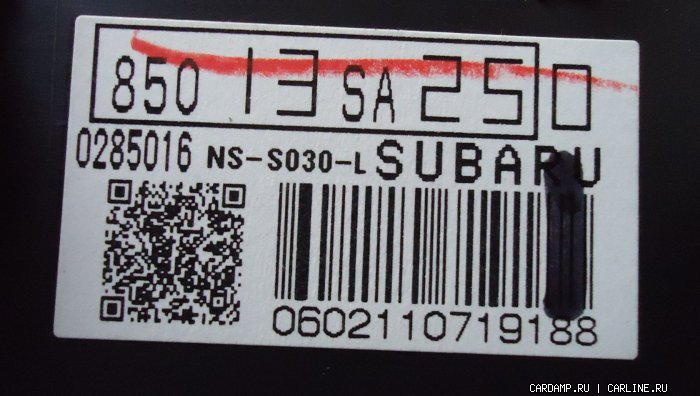 850 13 SA 250
0285016 NS-S030-L SUBARU
0602110719188
CARDAMP.RU | CARLINE.RU